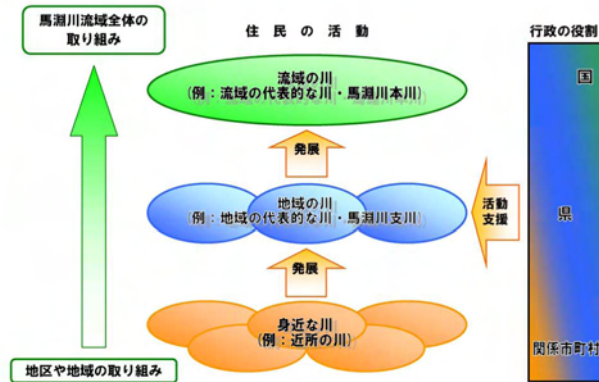 馬淵川流域全体の
取り組み
住民の活動
行政の役割
流域の川
(例：流域の代表的な川・馬淵川本川)
国
発展
地域の川
(例：地域の代表的な川・馬淵川支川)
活動
支援
県
発展
身近な川
(例：近所の川)
関係市町村
地区や地域の取り組み